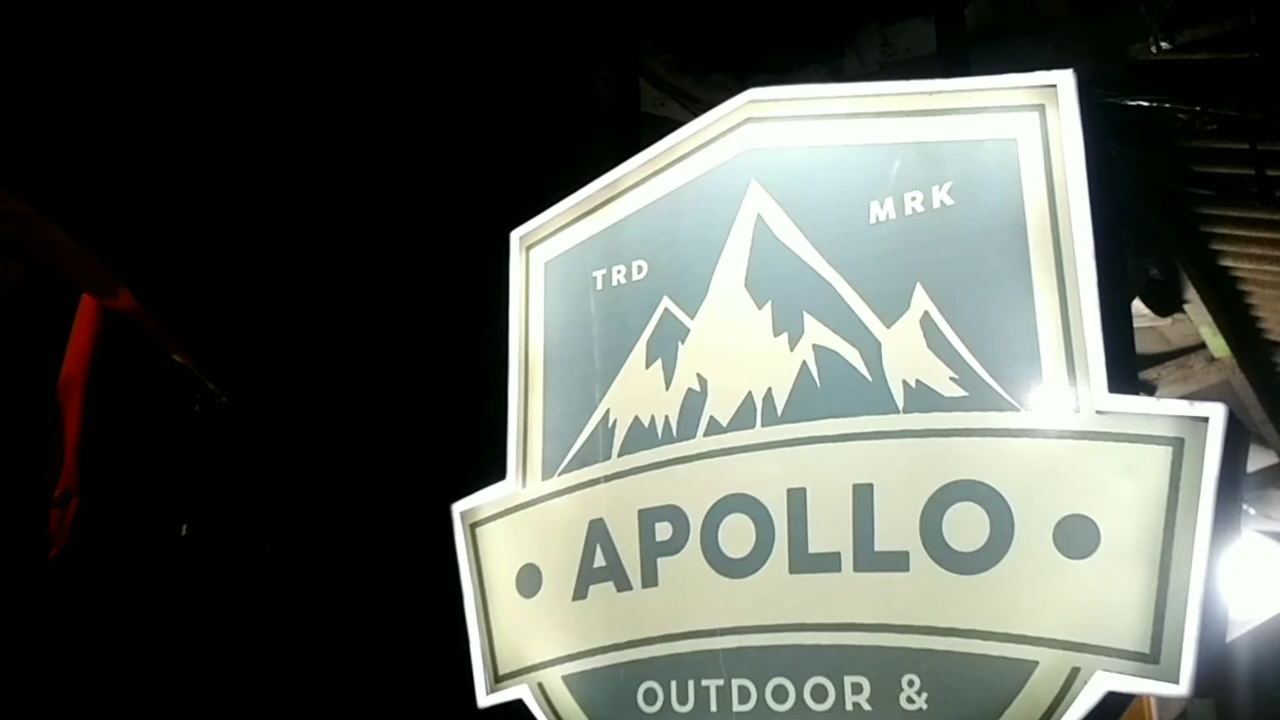 TRD MRK
• APOLLO •
OUTDOOR &